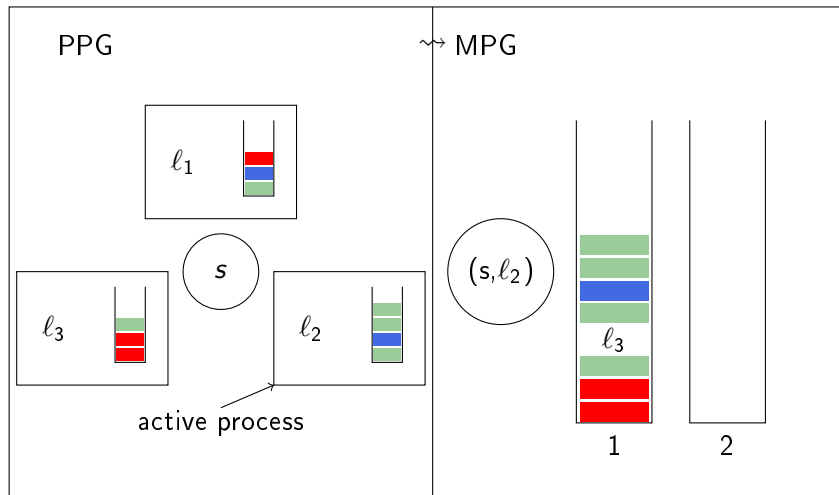 PPG
⇝ MPG
ℓ₁
s
ℓ₃
ℓ₂
active process
(s,ℓ₂)
ℓ₃
1
2